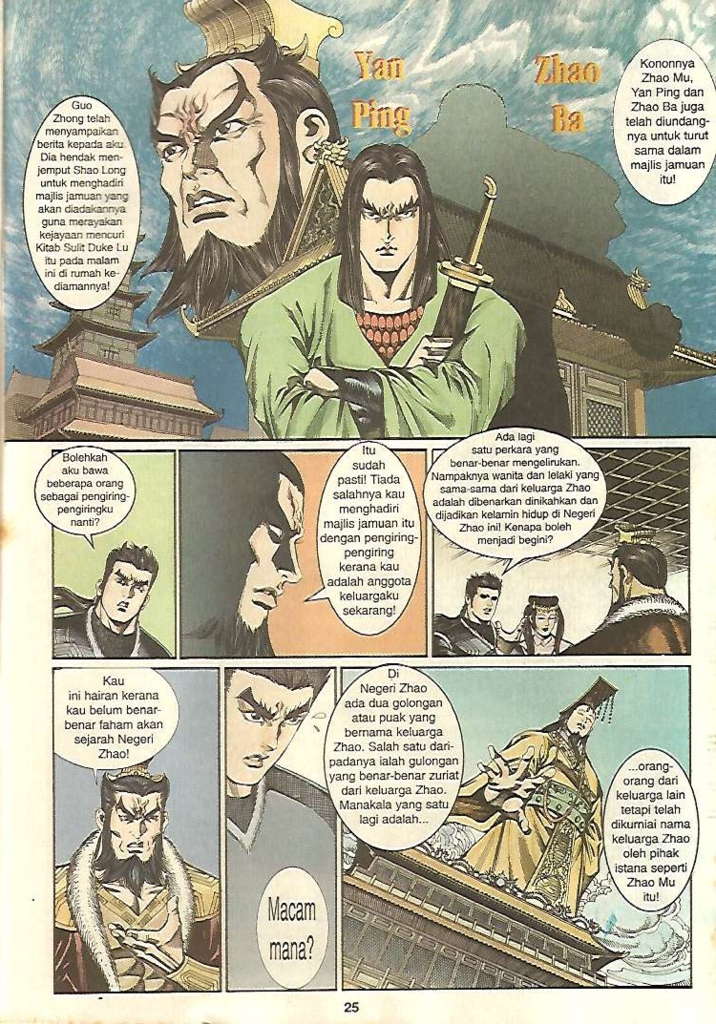 Guo
Zhong telah
menyampaikan
berita kepada aku.
Dia hendak men-
jemput Shao Long
untuk menghadiri
majlis jamuan yang
akan diadakannya
guna merayakan
kejayaan mencuri
Kitab Sulit Duke Lu
itu pada malam
ini di rumah ke-
diamannya!
Yan
Ping
Zhao
Ba
Kononnya
Zhao Mu,
Yan Ping dan
Zhao Ba juga
telah diundang-
nya untuk turut
sama dalam
majlis jamuan
itu!
Bolehkah
aku bawa
beberapa orang
sebagai pengiring-
pengiringku
nanti?
Itu
sudah
pasti! Tiada
salahnya kau
menghadiri
majlis jamuan itu
dengan pengiring-
pengiring
kerana kau
adalah anggota
keluargaku
sekarang!
Ada lagi
satu perkara yang
benar-benar mengelirukan.
Nampaknya wanita dan lelaki yang
sama-sama dari keluarga Zhao
adalah dibenarkan dinikahkan dan
dijadikan kelamin hidup di Negeri
Zhao ini! Kenapa boleh
menjadi begini?
Kau
ini hairan kerana
kau belum benar-
benar faham akan
sejarah Negeri
Zhao!
Macam
mana?
Di
Negeri Zhao
ada dua golongan
atau puak yang
bernama keluarga
Zhao. Salah satu dari-
padanya ialah golongan
yang benar-benar zuriat
dari keluarga Zhao.
Manakala yang satu
lagi adalah...
...orang-
orang dari
keluarga lain
tetapi telah
dikurniai nama
keluarga Zhao
oleh pihak
istana seperti
Zhao Mu
itu!
25